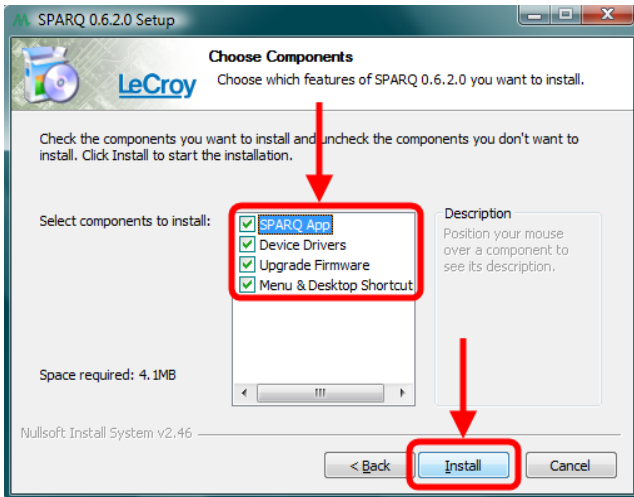 SPARQ 0.6.2.0 Setup
Choose Components
LeCroy
Choose which features of SPARQ 0.6.2.0 you want to install.
Check the components you want to install and uncheck the components you don't want to
install. Click Install to start the installation.
Select components to install:
SPARQ App
Device Drivers
Upgrade Firmware
Menu & Desktop Shortcut
Description
Position your mouse
over a component to
see its description.
Space required: 4.1MB
Nullsoft Install System v2.46
< Back
Install
Cancel